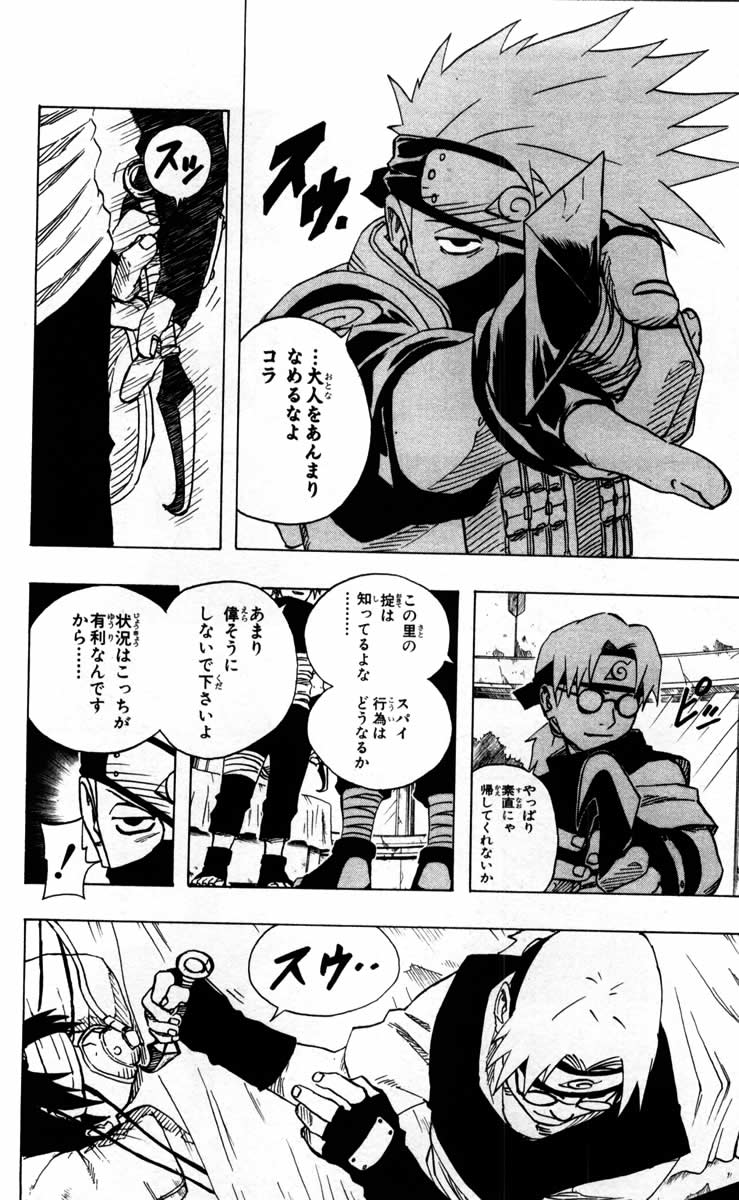 スゥ．
…大人をあんまり
なめるなよ
コラ
スッ
ピッ
やっぱり
素直にゃ
帰してくれないか
この里の
掟は
知ってるよな
………
スパイ
行為は
どうなるか
あまり
偉そうに
しないで下さいよ
状況はこっちが
有利なんです
から……
！
スゥ‥